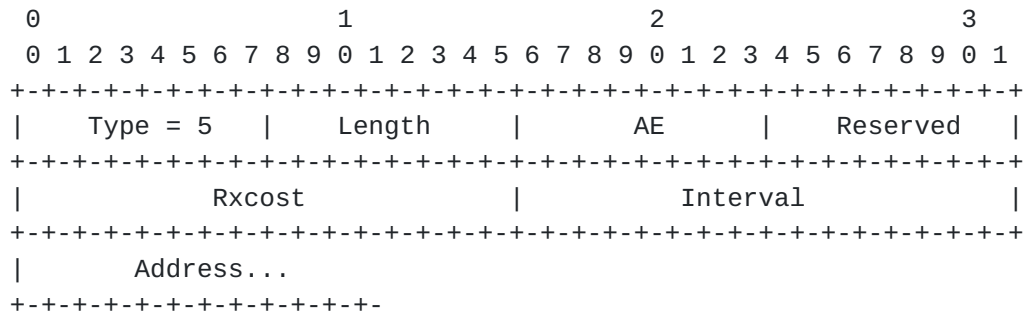 0                   1                   2                   3
 0 1 2 3 4 5 6 7 8 9 0 1 2 3 4 5 6 7 8 9 0 1 2 3 4 5 6 7 8 9 0 1
+-+-+-+-+-+-+-+-+-+-+-+-+-+-+-+-+-+-+-+-+-+-+-+-+-+-+-+-+-+-+-+-+
|    Type = 5   |    Length     |       AE      |    Reserved   |
+-+-+-+-+-+-+-+-+-+-+-+-+-+-+-+-+-+-+-+-+-+-+-+-+-+-+-+-+-+-+-+-+
|            Rxcost             |          Interval             |
+-+-+-+-+-+-+-+-+-+-+-+-+-+-+-+-+-+-+-+-+-+-+-+-+-+-+-+-+-+-+-+-+
|       Address...
+-+-+-+-+-+-+-+-+-+-+-+-